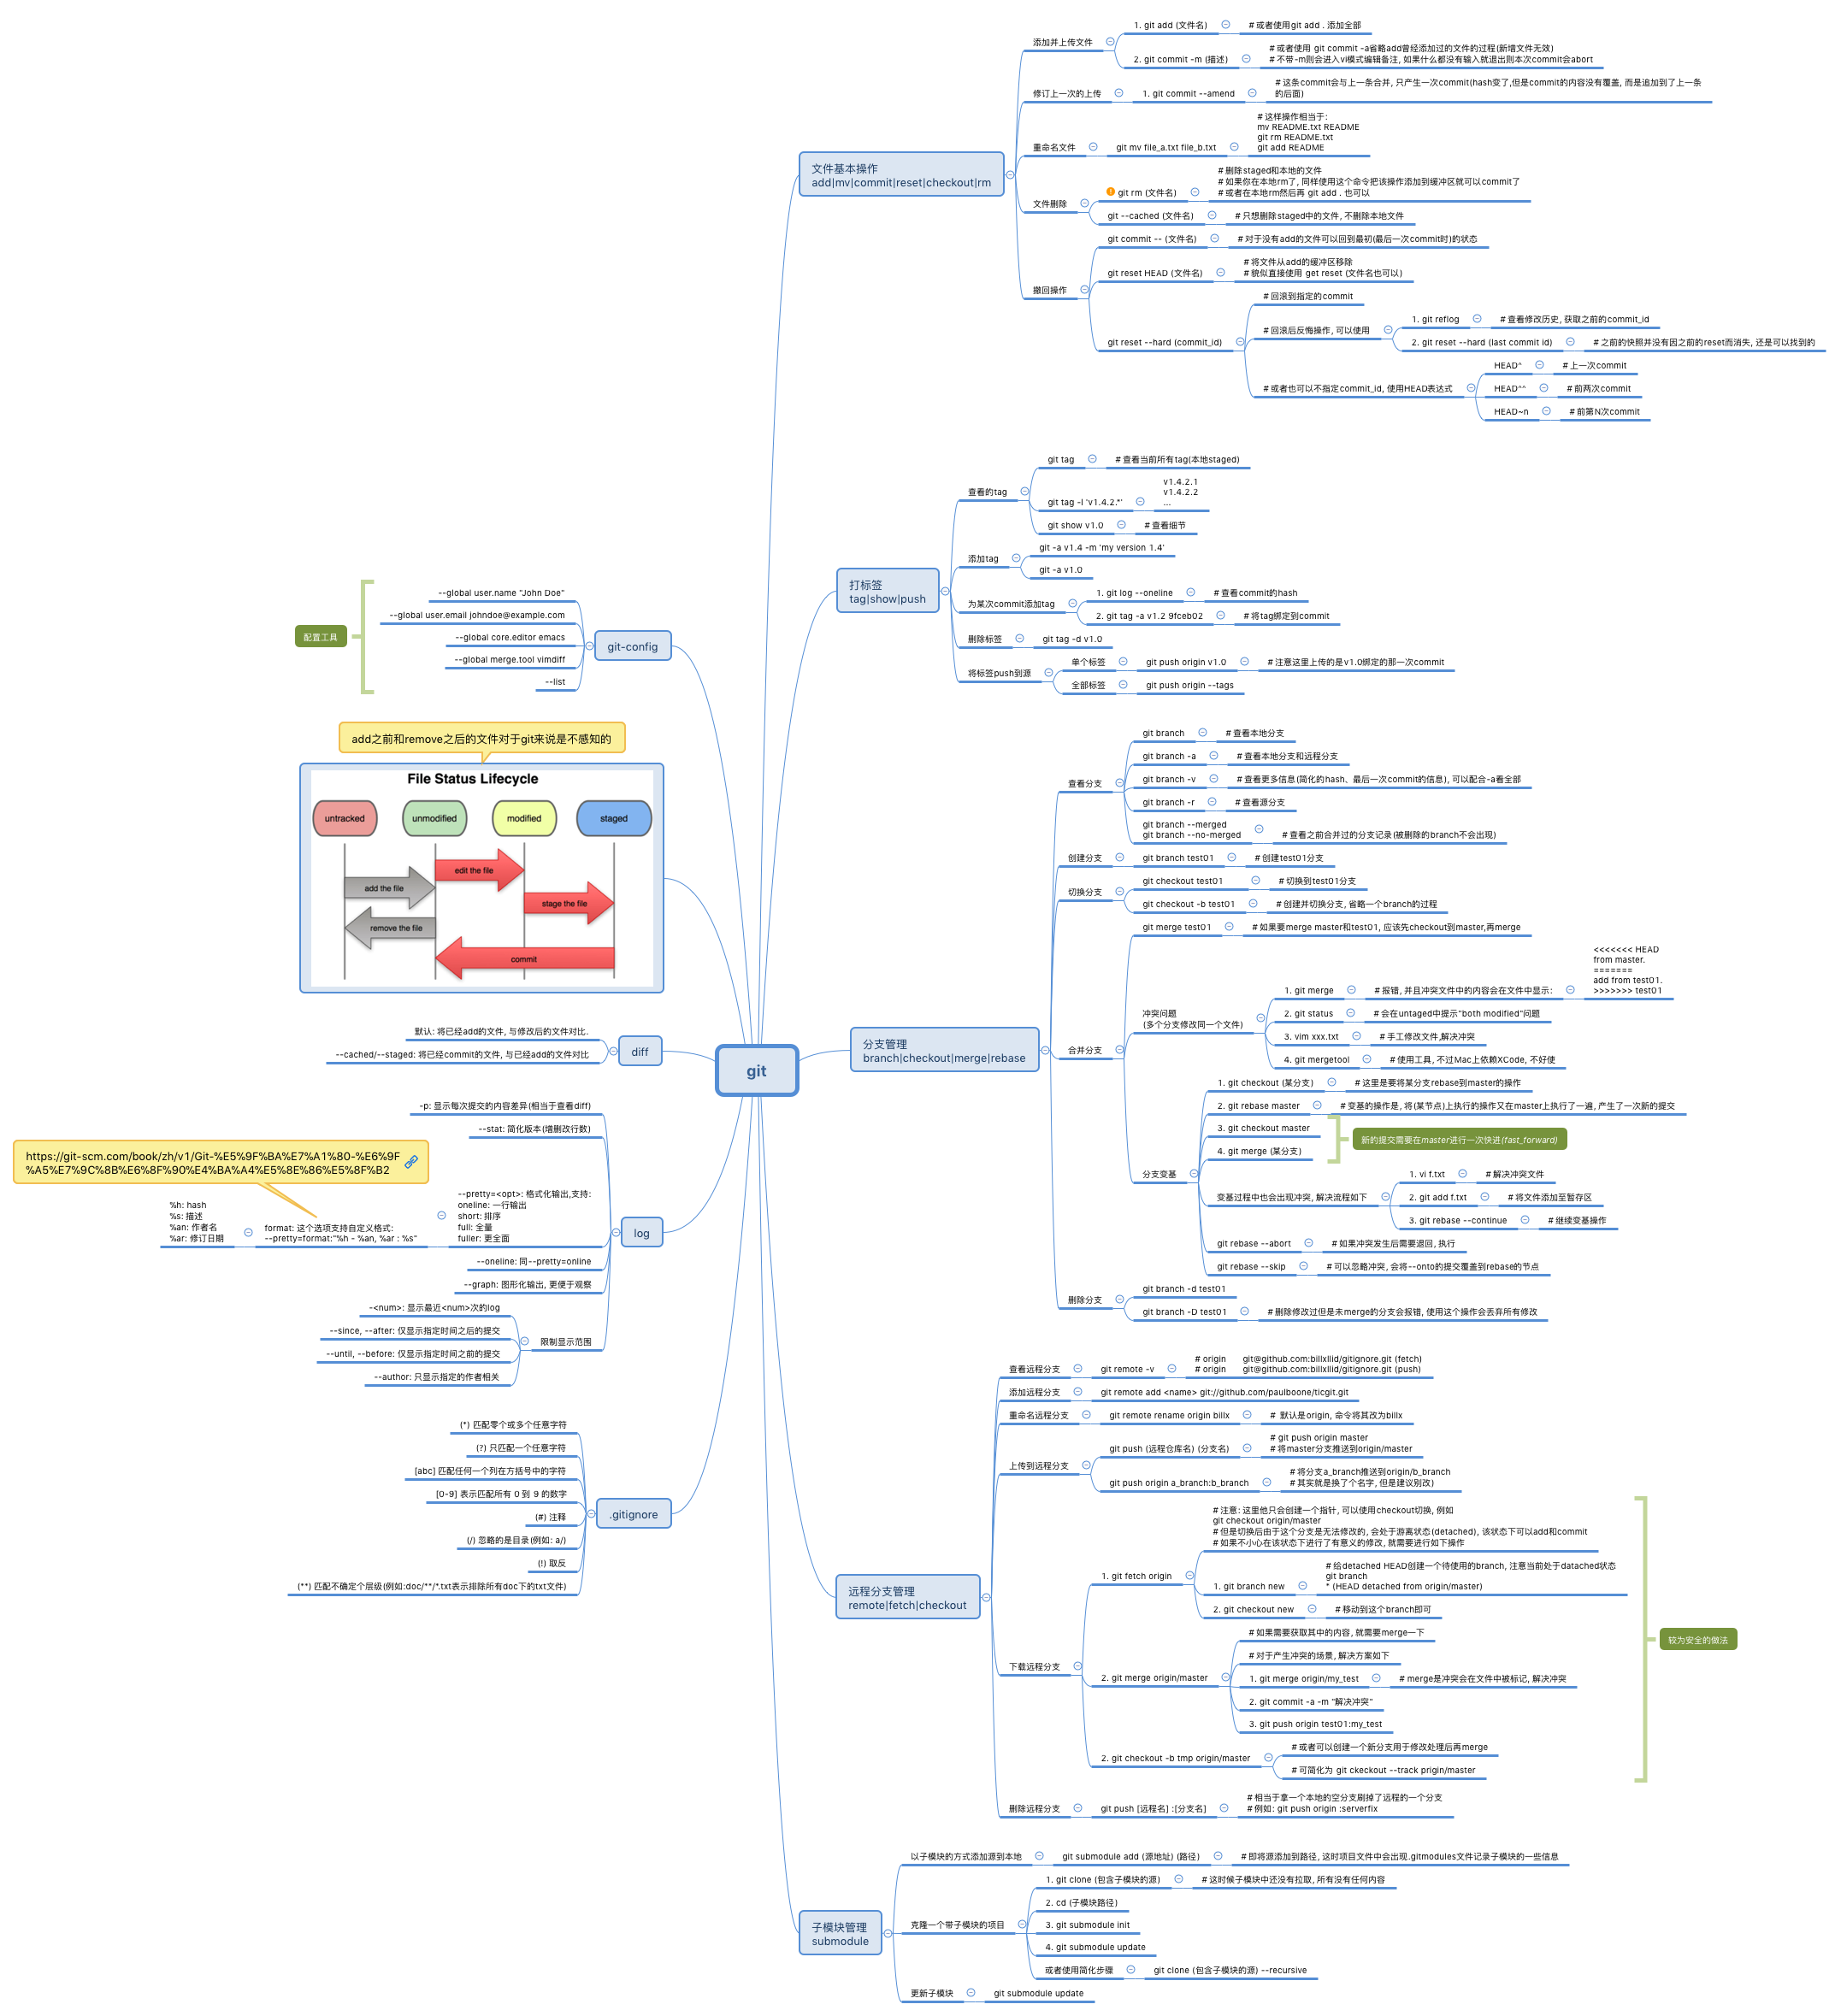 git
文件基本操作
add|mv|commit|reset|checkout|rm
添加并上传文件
1. git add (文件名)
# 或者使用git add . 添加全部
2. git commit -m (描述)
# 或者使用 git commit -a省略add曾经添加过的文件的过程(新增文件无效)
# 不带-m则会进入vi模式编辑备注, 如果什么都没有输入就退出则本次commit会abort
修订上一次的上传
1. git commit --amend
# 这条commit会与上一条合并, 只产生一次commit(hash变了,但是commit的内容没有覆盖, 而是追加到了上一条
的后面)
重命名文件
git mv file_a.txt file_b.txt
# 这样操作相当于:
mv README.txt README
git rm README.txt
git add README
文件删除
git rm (文件名)
# 删除staged和本地的文件
# 如果你在本地rm了, 同样使用这个命令把该操作添加到缓冲区就可以commit了
# 或者在本地rm然后再 git add . 也可以
git --cached (文件名)
# 只想删除staged中的文件, 不删除本地文件
撤回操作
git commit -- (文件名)
# 对于没有add的文件可以回到最初(最后一次commit时)的状态
git reset HEAD (文件名)
# 将文件从add的缓冲区移除
# 貌似直接使用 get reset (文件名也可以)
git reset --hard (commit_id)
# 回滚到指定的commit
# 回滚后反悔操作, 可以使用
1. git reflog
# 查看修改历史, 获取之前的commit_id
2. git reset --hard (last commit id)
# 之前的快照并没有因之前的reset而消失, 还是可以找到的
# 或者也可以不指定commit_id, 使用HEAD表达式
HEAD^
# 上一次commit
HEAD^^
# 前两次commit
HEAD~n
# 前第N次commit
打标签
tag|show|push
查看的tag
git tag
# 查看当前所有tag(本地staged)
git tag -l 'v1.4.2.*'
v1.4.2.1
v1.4.2.2
...
git show v1.0
# 查看细节
添加tag
git -a v1.4 -m 'my version 1.4'
git -a v1.0
为某次commit添加tag
1. git log --oneline
# 查看commit的hash
2. git tag -a v1.2 9fceb02
# 将tag绑定到commit
删除标签
git tag -d v1.0
将标签push到源
单个标签
git push origin v1.0
# 注意这里上传的是v1.0绑定的那一次commit
全部标签
git push origin --tags
分支管理
branch|checkout|merge|rebase
查看分支
git branch
# 查看本地分支
git branch -a
# 查看本地分支和远程分支
git branch -v
# 查看更多信息(简化的hash、最后一次commit的信息), 可以配合-a看全部
git branch -r
# 查看源分支
git branch --merged
git branch --no-merged
# 查看之前合并过的分支记录(被删除的branch不会出现)
创建分支
git branch test01
# 创建test01分支
切换分支
git checkout test01
# 切换到test01分支
git checkout -b test01
# 创建并切换分支, 省略一个branch的过程
合并分支
git merge test01
# 如果要merge master和test01, 应该先checkout到master,再merge
冲突问题
(多个分支修改同一个文件)
1. git merge
# 报错, 并且冲突文件中的内容会在文件中显示:
<<<<<<< HEAD
from master.
=======
add from test01.
>>>>>>> test01
2. git status
# 会在untaged中提示"both modified"问题
3. vim xxx.txt
# 手工修改文件,解决冲突
4. git mergetool
# 使用工具, 不过Mac上依赖XCode, 不好使
分支变基
1. git checkout (某分支)
# 这里是要将某分支rebase到master的操作
2. git rebase master
# 变基的操作是, 将(某节点)上执行的操作又在master上执行了一遍, 产生了一次新的提交
3. git checkout master
4. git merge (某分支)
新的提交需要在master进行一次快进(fast_forward)
变基过程中也会出现冲突, 解决流程如下
1. vi f.txt
# 解决冲突文件
2. git add f.txt
# 将文件添加至暂存区
3. git rebase --continue
# 继续变基操作
git rebase --abort
# 如果冲突发生后需要退回, 执行
git rebase --skip
# 可以忽略冲突, 会将--onto的提交覆盖到rebase的节点
删除分支
git branch -d test01
git branch -D test01
# 删除修改过但是未merge的分支会报错, 使用这个操作会丢弃所有修改
远程分支管理
remote|fetch|checkout
查看远程分支
git remote -v
# origin git@github.com:billxllid/gitignore.git (fetch)
# origin git@github.com:billxllid/gitignore.git (push)
添加远程分支
git remote add <name> git://github.com/paulboone/ticgit.git
重命名远程分支
git remote rename origin billx
# 默认是origin, 命令将其改为billx
上传到远程分支
git push (远程仓库名) (分支名)
# git push origin master
# 将master分支推送到origin/master
git push origin a_branch:b_branch
# 将分支a_branch推送到origin/b_branch
# 其实就是换了个名字, 但是建议别改)
下载远程分支
1. git fetch origin
# 注意: 这里他只会创建一个指针, 可以使用checkout切换, 例如
git checkout origin/master
# 但是切换后由于这个分支是无法修改的, 会处于游离状态(detached), 该状态下可以add和commit
# 如果不小心在该状态下进行了有意义的修改, 就需要进行如下操作
1. git branch new
# 给detached HEAD创建一个待使用的branch, 注意当前处于datached状态
git branch
* (HEAD detached from origin/master)
2. git checkout new
# 移动到这个branch即可
2. git merge origin/master
# 如果需要获取其中的内容, 就需要merge一下
# 对于产生冲突的场景, 解决方案如下
1. git merge origin/my_test
# merge是冲突会在文件中被标记, 解决冲突
2. git commit -a -m "解决冲突"
3. git push origin test01:my_test
2. git checkout -b tmp origin/master
# 或者可以创建一个新分支用于修改处理后再merge
# 可简化为 git ckeckout --track prigin/master
较为安全的做法
删除远程分支
git push [远程名] :[分支名]
# 相当于拿一个本地的空分支刷掉了远程的一个分支
# 例如: git push origin :serverfix
子模块管理
submodule
以子模块的方式添加源到本地
git submodule add (源地址) (路径)
# 即将源添加到路径, 这时项目文件中会出现.gitmodules文件记录子模块的一些信息
克隆一个带子模块的项目
1. git clone (包含子模块的源)
# 这时候子模块中还没有拉取, 所有没有任何内容
2. cd (子模块路径)
3. git submodule init
4. git submodule update
或者使用简化步骤
git clone (包含子模块的源) --recursive
更新子模块
git submodule update
git-config
--global user.name "John Doe"
--global user.email johndoe@example.com
--global core.editor emacs
--global merge.tool vimdiff
--list
配置工具
add之前和remove之后的文件对于git来说是不感知的
File Status Lifecycle
untracked
unmodified
modified
staged
edit the file
add the file
stage the file
remove the file
commit
diff
默认: 将已经add的文件, 与修改后的文件对比.
--cached/--staged: 将已经commit的文件, 与已经add的文件对比
log
-p: 显示每次提交的内容差异(相当于查看diff)
--stat: 简化版本(增删改行数)
https://git-scm.com/book/zh/v1/Git-%E5%9F%BA%E7%A1%80-%E6%9F
%A5%E7%9C%8B%E6%8F%90%E4%BA%A4%E5%8E%86%E5%8F%B2
--pretty=<opt>: 格式化输出,支持:
oneline: 一行输出
short: 排序
full: 全量
fuller: 更全面
format: 这个选项支持自定义格式:
--pretty=format:"%h - %an, %ar : %s"
%h: hash
%s: 描述
%an: 作者名
%ar: 修订日期
--oneline: 同--pretty=online
--graph: 图形化输出, 更便于观察
限制显示范围
-<num>: 显示最近<num>次的log
--since, --after: 仅显示指定时间之后的提交
--until, --before: 仅显示指定时间之前的提交
--author: 只显示指定的作者相关
.gitignore
(*) 匹配零个或多个任意字符
(?) 只匹配一个任意字符
[abc] 匹配任何一个列在方括号中的字符
[0-9] 表示匹配所有 0 到 9 的数字
(#) 注释
(/) 忽略的是目录(例如: a/)
(!) 取反
(**) 匹配不确定个层级(例如:doc/**/*.txt表示排除所有doc下的txt文件)